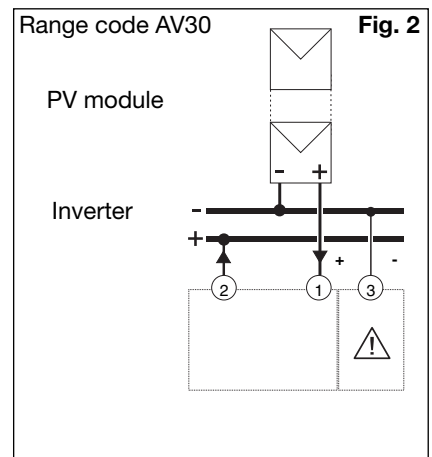 Range code AV30 Fig. 2
PV module
- +
Inverter -
+
+ -
2 1 3